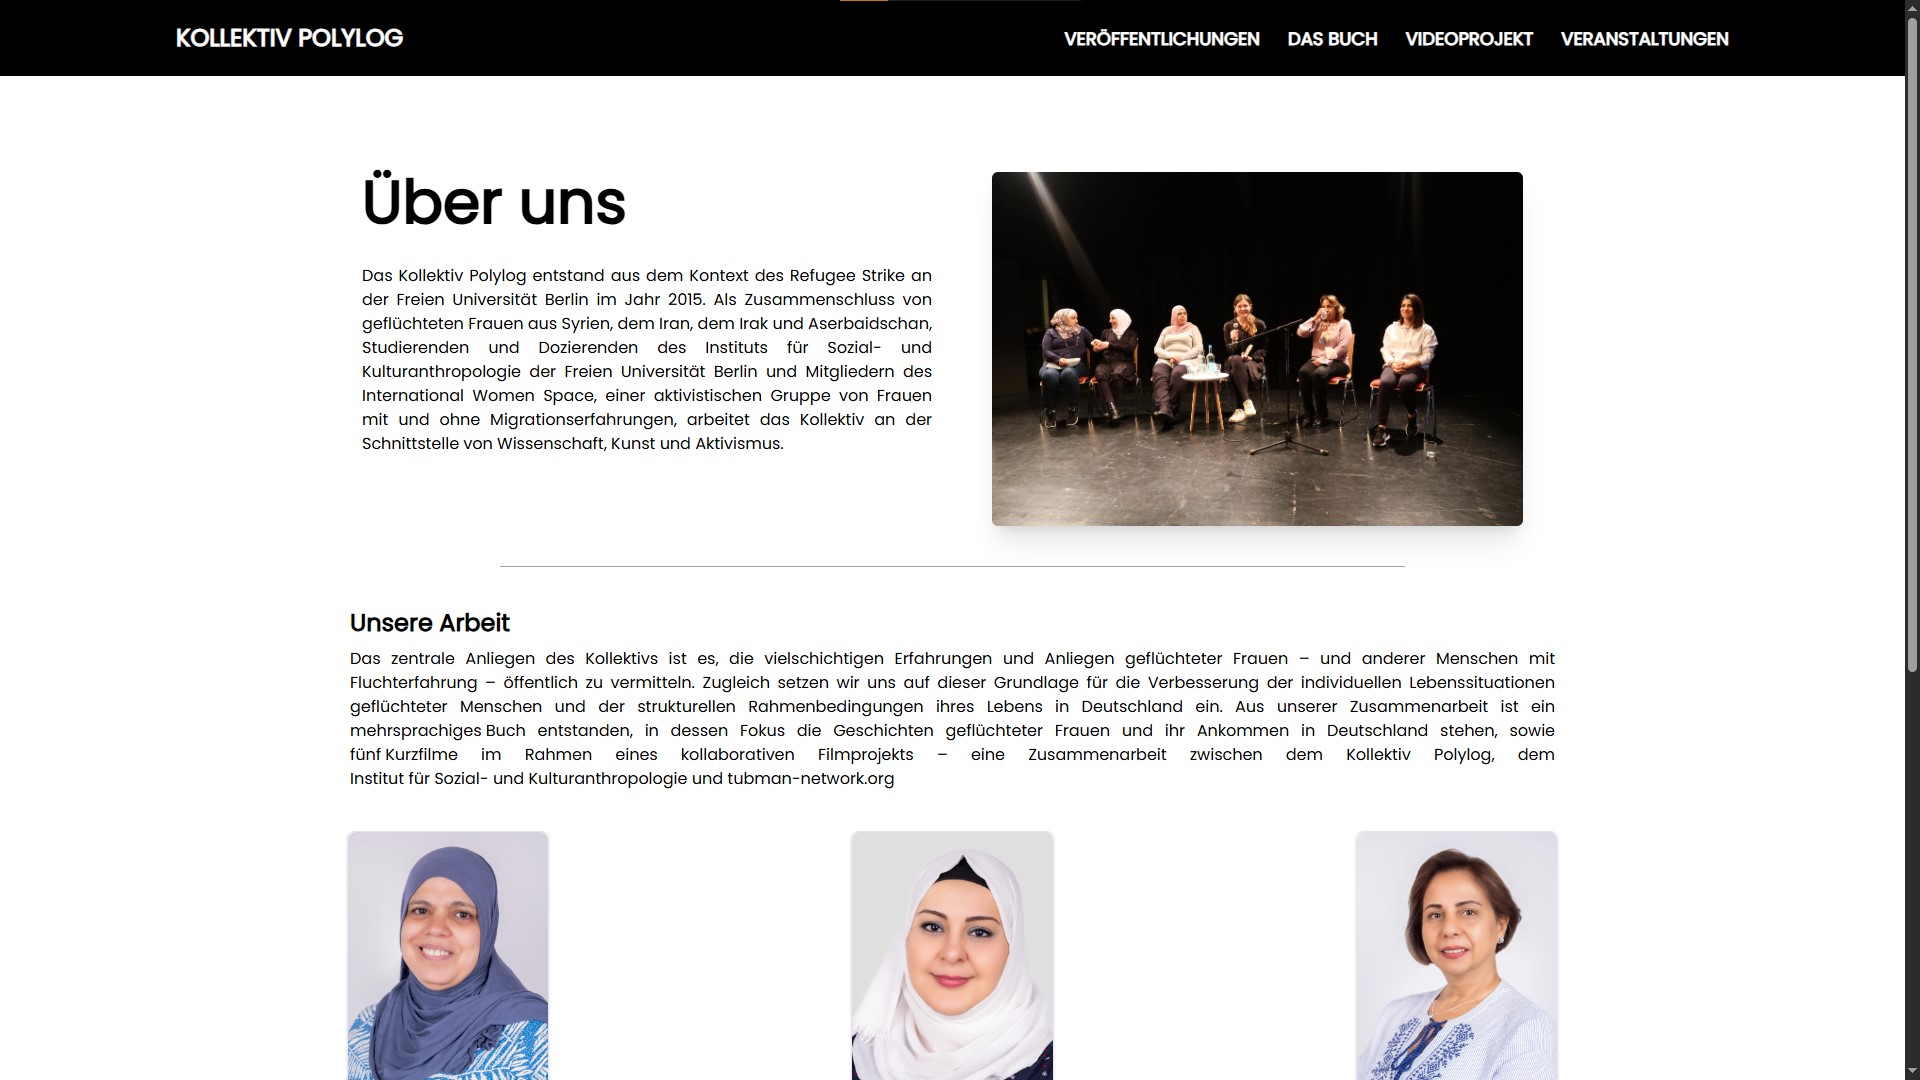 KOLLEKTIV POLYLOG
VERÖFFENTLICHUNGEN DAS BUCH VIDEOPROJEKT VERANSTALTUNGEN
Über uns
Das Kollektiv Polylog entstand aus dem Kontext des Refugee Strike an
der Freien Universität Berlin im Jahr 2015. Als Zusammenschluss von
geflüchteten Frauen aus Syrien, dem Iran, dem Irak und Aserbaidschan,
Studierenden und Dozierenden des Instituts für Sozial- und
Kulturanthropologie der Freien Universität Berlin und Mitgliedern des
International Women Space, einer aktivistischen Gruppe von Frauen
mit und ohne Migrationserfahrungen, arbeitet das Kollektiv an der
Schnittstelle von Wissenschaft, Kunst und Aktivismus.
Unsere Arbeit
Das zentrale Anliegen des Kollektivs ist es, die vielschichtigen Erfahrungen und Anliegen geflüchteter Frauen – und anderer Menschen mit
Fluchterfahrung – öffentlich zu vermitteln. Zugleich setzen wir uns auf dieser Grundlage für die Verbesserung der individuellen Lebenssituationen
geflüchteter Menschen und der strukturellen Rahmenbedingungen ihres Lebens in Deutschland ein. Aus unserer Zusammenarbeit ist ein
mehrsprachiges Buch entstanden, in dessen Fokus die Geschichten geflüchteter Frauen und ihr Ankommen in Deutschland stehen, sowie
fünf Kurzfilme im Rahmen eines kollaborativen Filmprojekts – eine Zusammenarbeit zwischen dem Kollektiv Polylog, dem
Institut für Sozial- und Kulturanthropologie und tubman-network.org